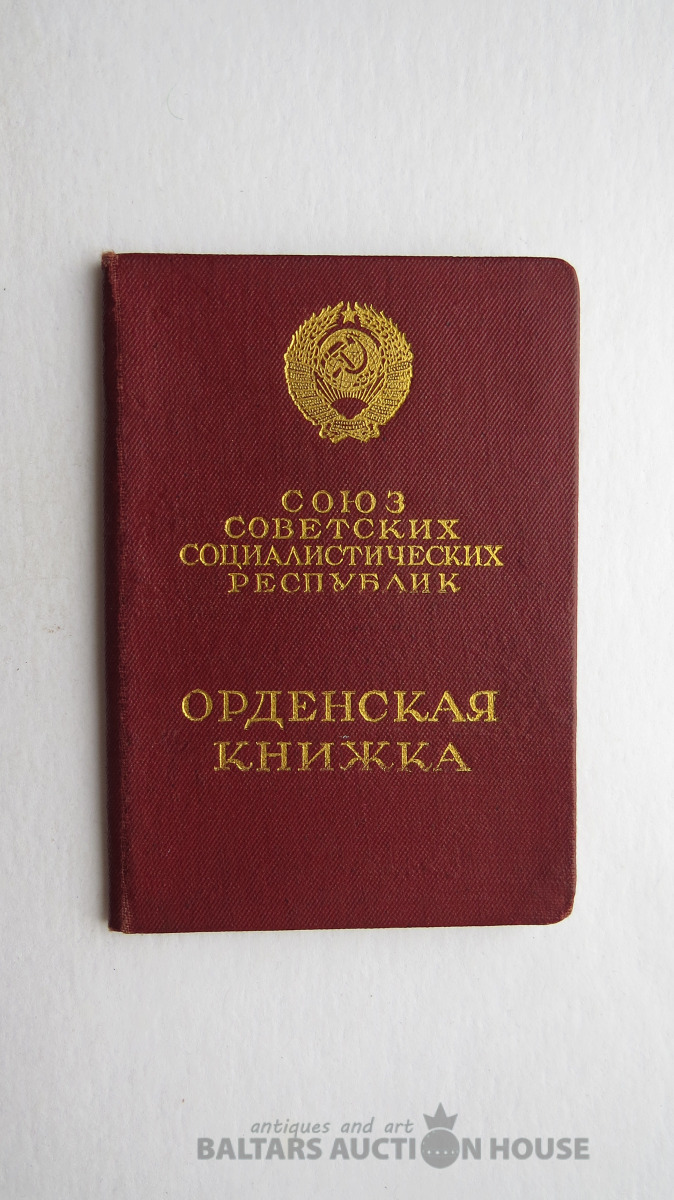 СОЮЗ
СОВЕТСКИХ
СОЦИАЛИСТИЧЕСКИХ
РЕСПУБЛИК
ОРДЕНСКАЯ
КНИЖКА
antiques and art
BALTARS AUCTION HOUSE